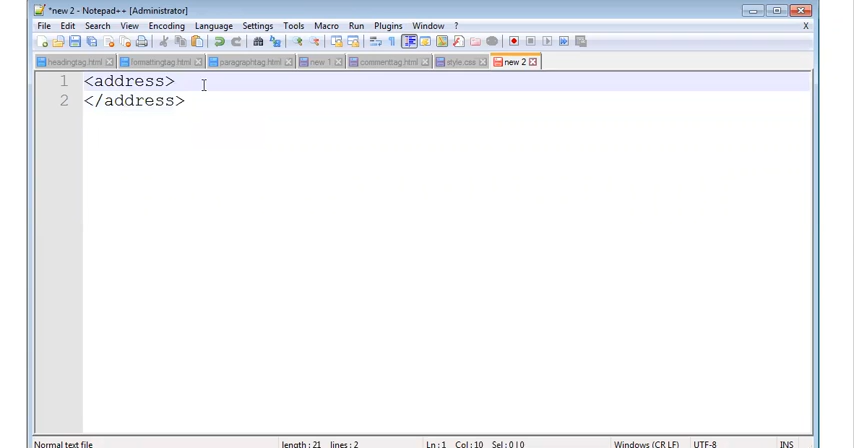 *new 2 - Notepad++ [Administrator]
File Edit Search View Encoding Language Settings Tools Macro Run Plugins Window ? X
headingtag.html formattingtag.html paragraphtag.html new 1 commenttag.html style.css new 2
1 <address>
2 </address>
Normal text file length : 21 lines : 2 Ln : 1 Col : 10 Sel : 0 | 0 Windows (CR LF) UTF-8 INS